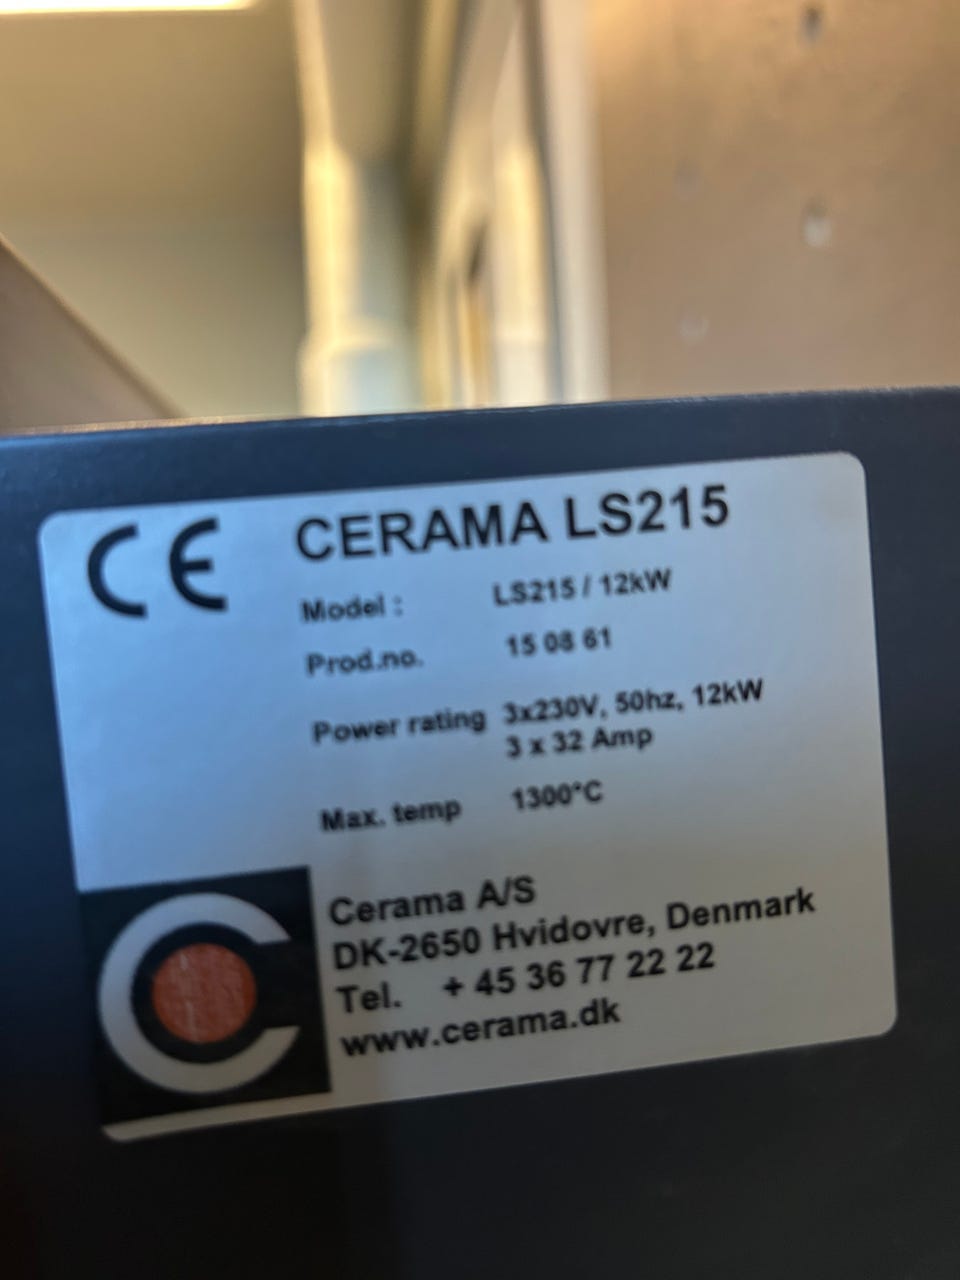 CE
CERAMA LS215
Model : LS215 / 12kW
Prod.no. 15 08 61
Power rating 3x230V, 50hz, 12kW
3 x 32 Amp
Max. temp 1300°C
Cerama A/S
DK-2650 Hvidovre, Denmark
Tel. + 45 36 77 22 22
www.cerama.dk